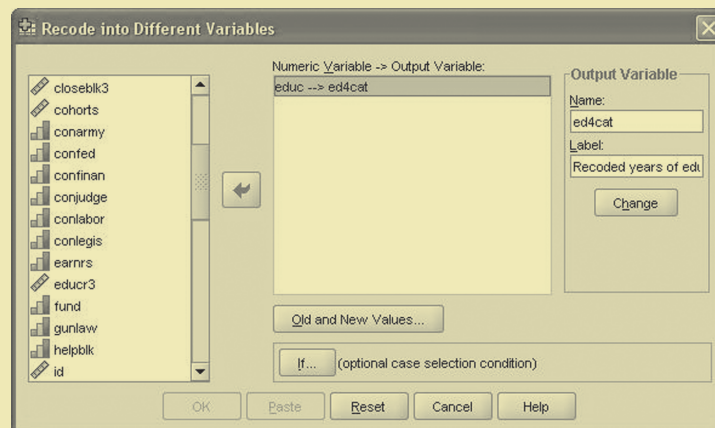 Recode into Different Variables
closeblk3
cohorts
conarmy
confed
confinan
conjudge
conlabor
conlegis
earnrs
educr3
fund
gunlaw
helpblk
id
Numeric Variable -> Output Variable:
educ --> ed4cat
Old and New Values...
If... (optional case selection condition)
Output Variable
Name:
ed4cat
Label:
Recoded years of edu
Change
OK Paste Reset Cancel Help